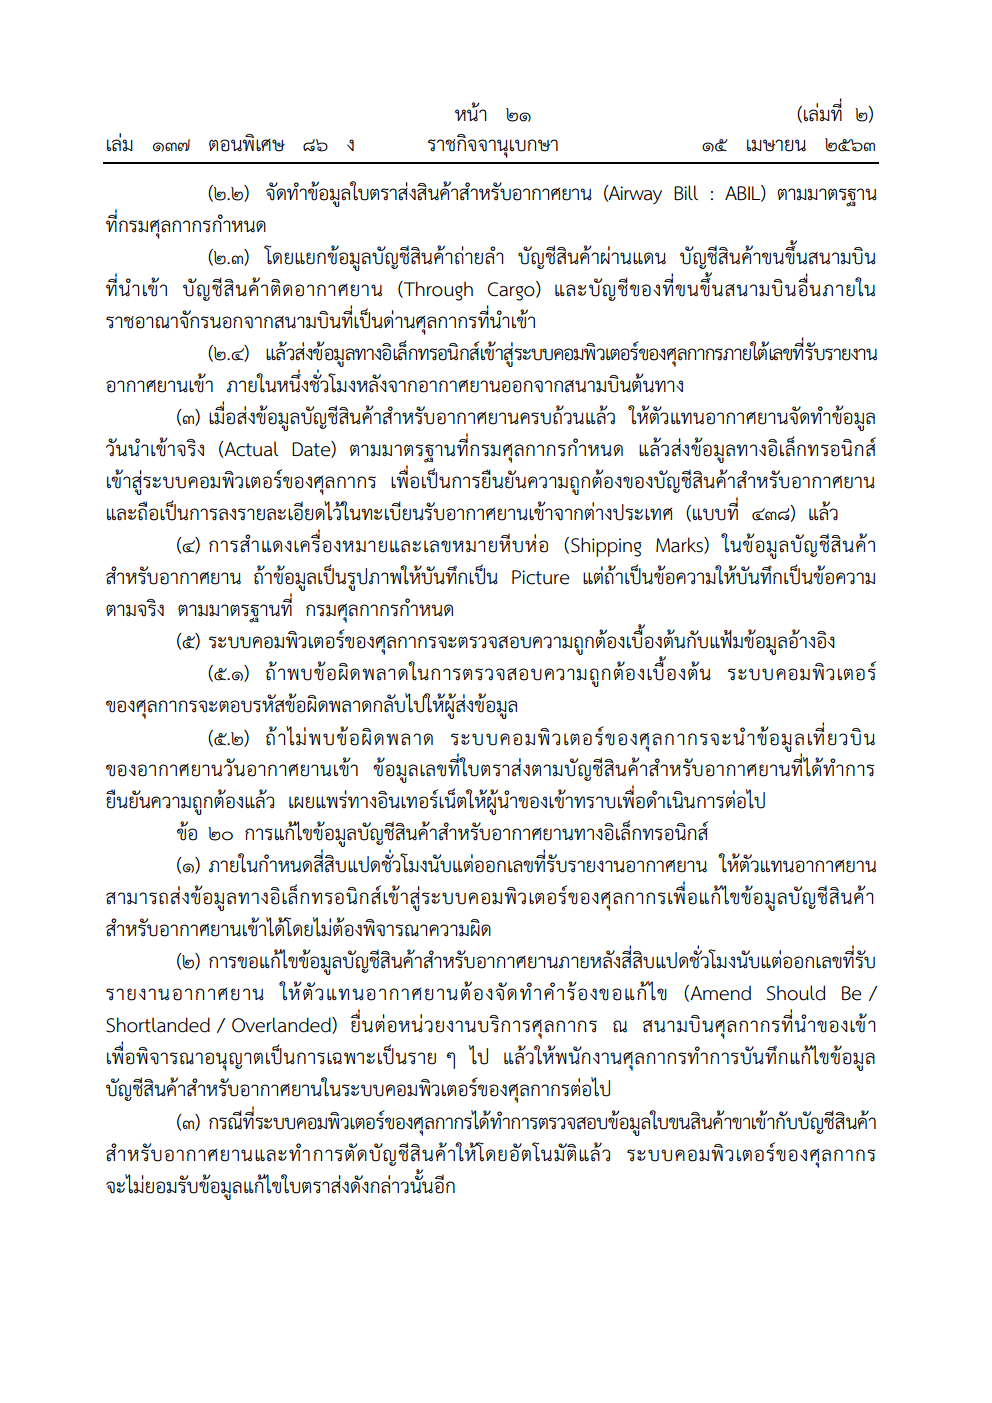 หน้า ๒๑ (เล่มที่ ๒)
เล่ม ๑๓๗ ตอนพิเศษ ๘๖ ง ราชกิจจานุเบกษา ๑๕ เมษายน ๒๕๖๓
(๒.๒) จัดทำข้อมูลใบตราส่งสินค้าสำหรับอากาศยาน (Airway Bill : ABIL) ตามมาตรฐาน
ที่กรมศุลกากรกำหนด
(๒.๓) โดยแยกข้อมูลบัญชีสินค้าถ่ายลำ บัญชีสินค้าผ่านแดน บัญชีสินค้าขนขึ้นสนามบิน
ที่นำเข้า บัญชีสินค้าติดอากาศยาน (Through Cargo) และบัญชีของที่ขนขึ้นสนามบินอื่นภายใน
ราชอาณาจักรนอกจากสนามบินที่เป็นด่านศุลกากรที่นำเข้า
(๒.๔) แล้วส่งข้อมูลทางอิเล็กทรอนิกส์เข้าสู่ระบบคอมพิวเตอร์ของศุลกากรภายใต้เลขที่รับรายงาน
อากาศยานเข้า ภายในหนึ่งชั่วโมงหลังจากอากาศยานออกจากสนามบินต้นทาง
(๓) เมื่อส่งข้อมูลบัญชีสินค้าสำหรับอากาศยานครบถ้วนแล้ว ให้ตัวแทนอากาศยานจัดทำข้อมูล
วันนำเข้าจริง (Actual Date) ตามมาตรฐานที่กรมศุลกากรกำหนด แล้วส่งข้อมูลทางอิเล็กทรอนิกส์
เข้าสู่ระบบคอมพิวเตอร์ของศุลกากร เพื่อเป็นการยืนยันความถูกต้องของบัญชีสินค้าสำหรับอากาศยาน
และถือเป็นการลงรายละเอียดไว้ในทะเบียนรับอากาศยานเข้าจากต่างประเทศ (แบบที่ ๔๓๘) แล้ว
(๔) การสำแดงเครื่องหมายและเลขหมายหีบห่อ (Shipping Marks) ในข้อมูลบัญชีสินค้า
สำหรับอากาศยาน ถ้าข้อมูลเป็นรูปภาพให้บันทึกเป็น Picture แต่ถ้าเป็นข้อความให้บันทึกเป็นข้อความ
ตามจริง ตามมาตรฐานที่ กรมศุลกากรกำหนด
(๕) ระบบคอมพิวเตอร์ของศุลกากรจะตรวจสอบความถูกต้องเบื้องต้นกับแฟ้มข้อมูลอ้างอิง
(๕.๑) ถ้าพบข้อผิดพลาดในการตรวจสอบความถูกต้องเบื้องต้น ระบบคอมพิวเตอร์
ของศุลกากรจะตอบรหัสข้อผิดพลาดกลับไปให้ผู้ส่งข้อมูล
(๕.๒) ถ้าไม่พบข้อผิดพลาด ระบบคอมพิวเตอร์ของศุลกากรจะนำข้อมูลเที่ยวบิน
ของอากาศยานวันอากาศยานเข้า ข้อมูลเลขที่ใบตราส่งตามบัญชีสินค้าสำหรับอากาศยานที่ได้ทำการ
ยืนยันความถูกต้องแล้ว เผยแพร่ทางอินเทอร์เน็ตให้ผู้นำของเข้าทราบเพื่อดำเนินการต่อไป
ข้อ ๒๐ การแก้ไขข้อมูลบัญชีสินค้าสำหรับอากาศยานทางอิเล็กทรอนิกส์
(๑) ภายในกำหนดสี่สิบแปดชั่วโมงนับแต่ออกเลขที่รับรายงานอากาศยาน ให้ตัวแทนอากาศยาน
สามารถส่งข้อมูลทางอิเล็กทรอนิกส์เข้าสู่ระบบคอมพิวเตอร์ของศุลกากรเพื่อแก้ไขข้อมูลบัญชีสินค้า
สำหรับอากาศยานเข้าได้โดยไม่ต้องพิจารณาความผิด
(๒) การขอแก้ไขข้อมูลบัญชีสินค้าสำหรับอากาศยานภายหลังสี่สิบแปดชั่วโมงนับแต่ออกเลขที่รับ
รายงานอากาศยาน ให้ตัวแทนอากาศยานต้องจัดทำคำร้องขอแก้ไข (Amend Should Be /
Shortlanded / Overlanded) ยื่นต่อหน่วยงานบริการศุลกากร ณ สนามบินศุลกากรที่นำของเข้า
เพื่อพิจารณาอนุญาตเป็นการเฉพาะเป็นราย ๆ ไป แล้วให้พนักงานศุลกากรทำการบันทึกแก้ไขข้อมูล
บัญชีสินค้าสำหรับอากาศยานในระบบคอมพิวเตอร์ของศุลกากรต่อไป
(๓) กรณีที่ระบบคอมพิวเตอร์ของศุลกากรได้ทำการตรวจสอบข้อมูลใบขนสินค้าขาเข้ากับบัญชีสินค้า
สำหรับอากาศยานและทำการตัดบัญชีสินค้าให้โดยอัตโนมัติแล้ว ระบบคอมพิวเตอร์ของศุลกากร
จะไม่ยอมรับข้อมูลแก้ไขใบตราส่งดังกล่าวนั้นอีก